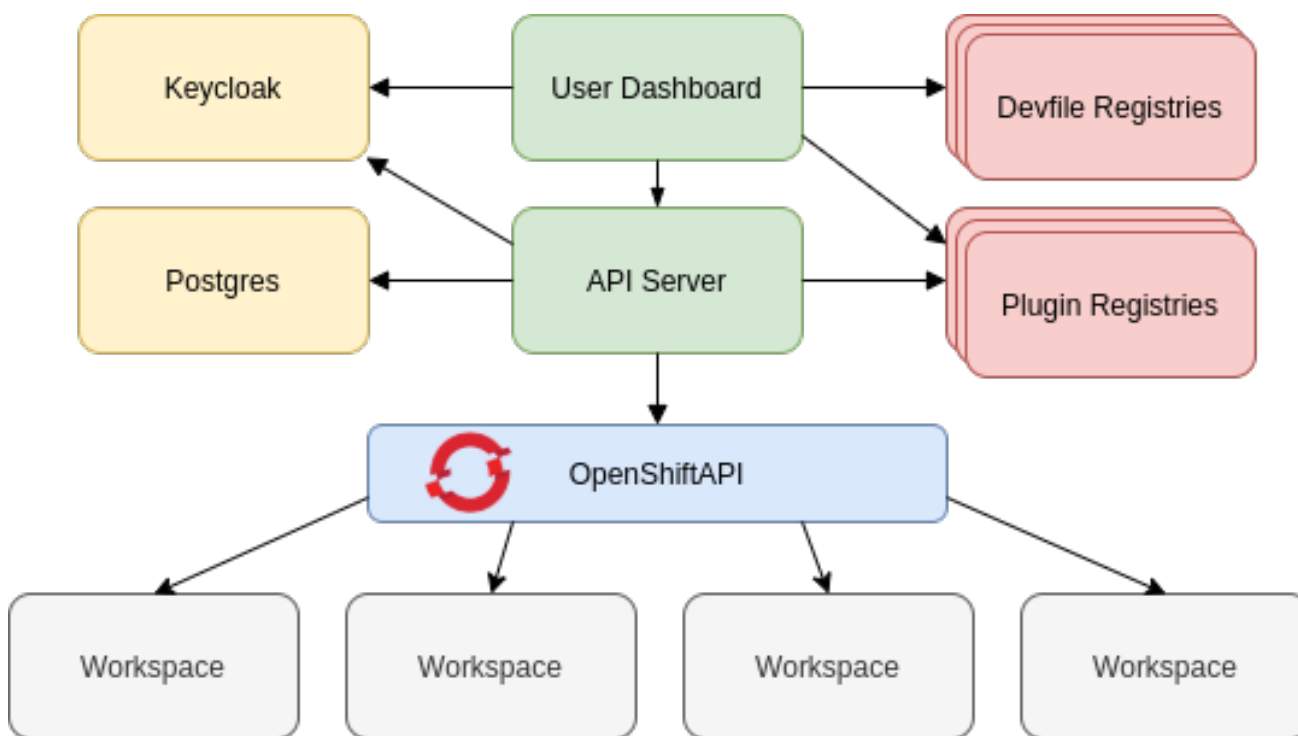 Keycloak
User Dashboard
Devfile Registries
Postgres
API Server
Plugin Registries
OpenShiftAPI
Workspace
Workspace
Workspace
Workspace